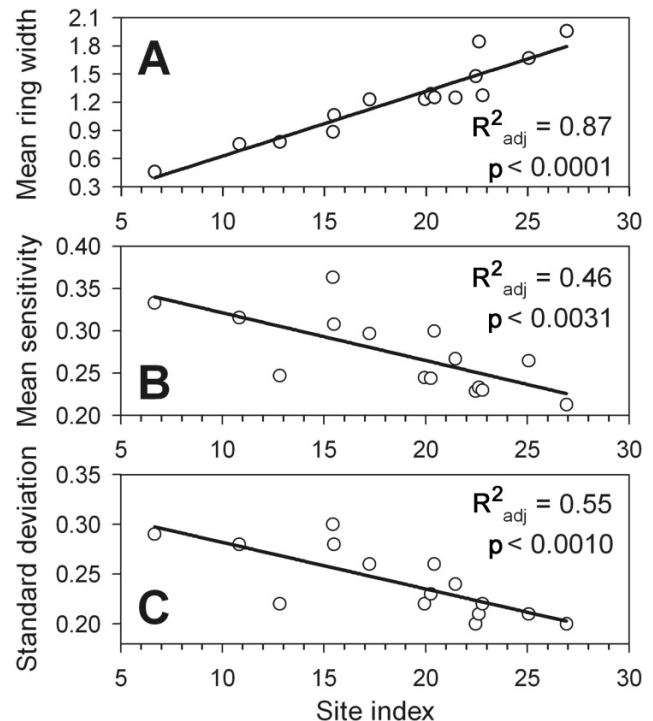 Mean ring width
2.1
1.8
1.5
1.2
0.9
0.6
0.3
A
R²adj = 0.87
p < 0.0001
5 10 15 20 25 30
Mean sensitivity
0.40
0.35
0.30
0.25
0.20
B
R²adj = 0.46
p < 0.0031
5 10 15 20 25 30
Standard deviation
0.35
0.30
0.25
0.20
C
R²adj = 0.55
p < 0.0010
5 10 15 20 25 30
Site index